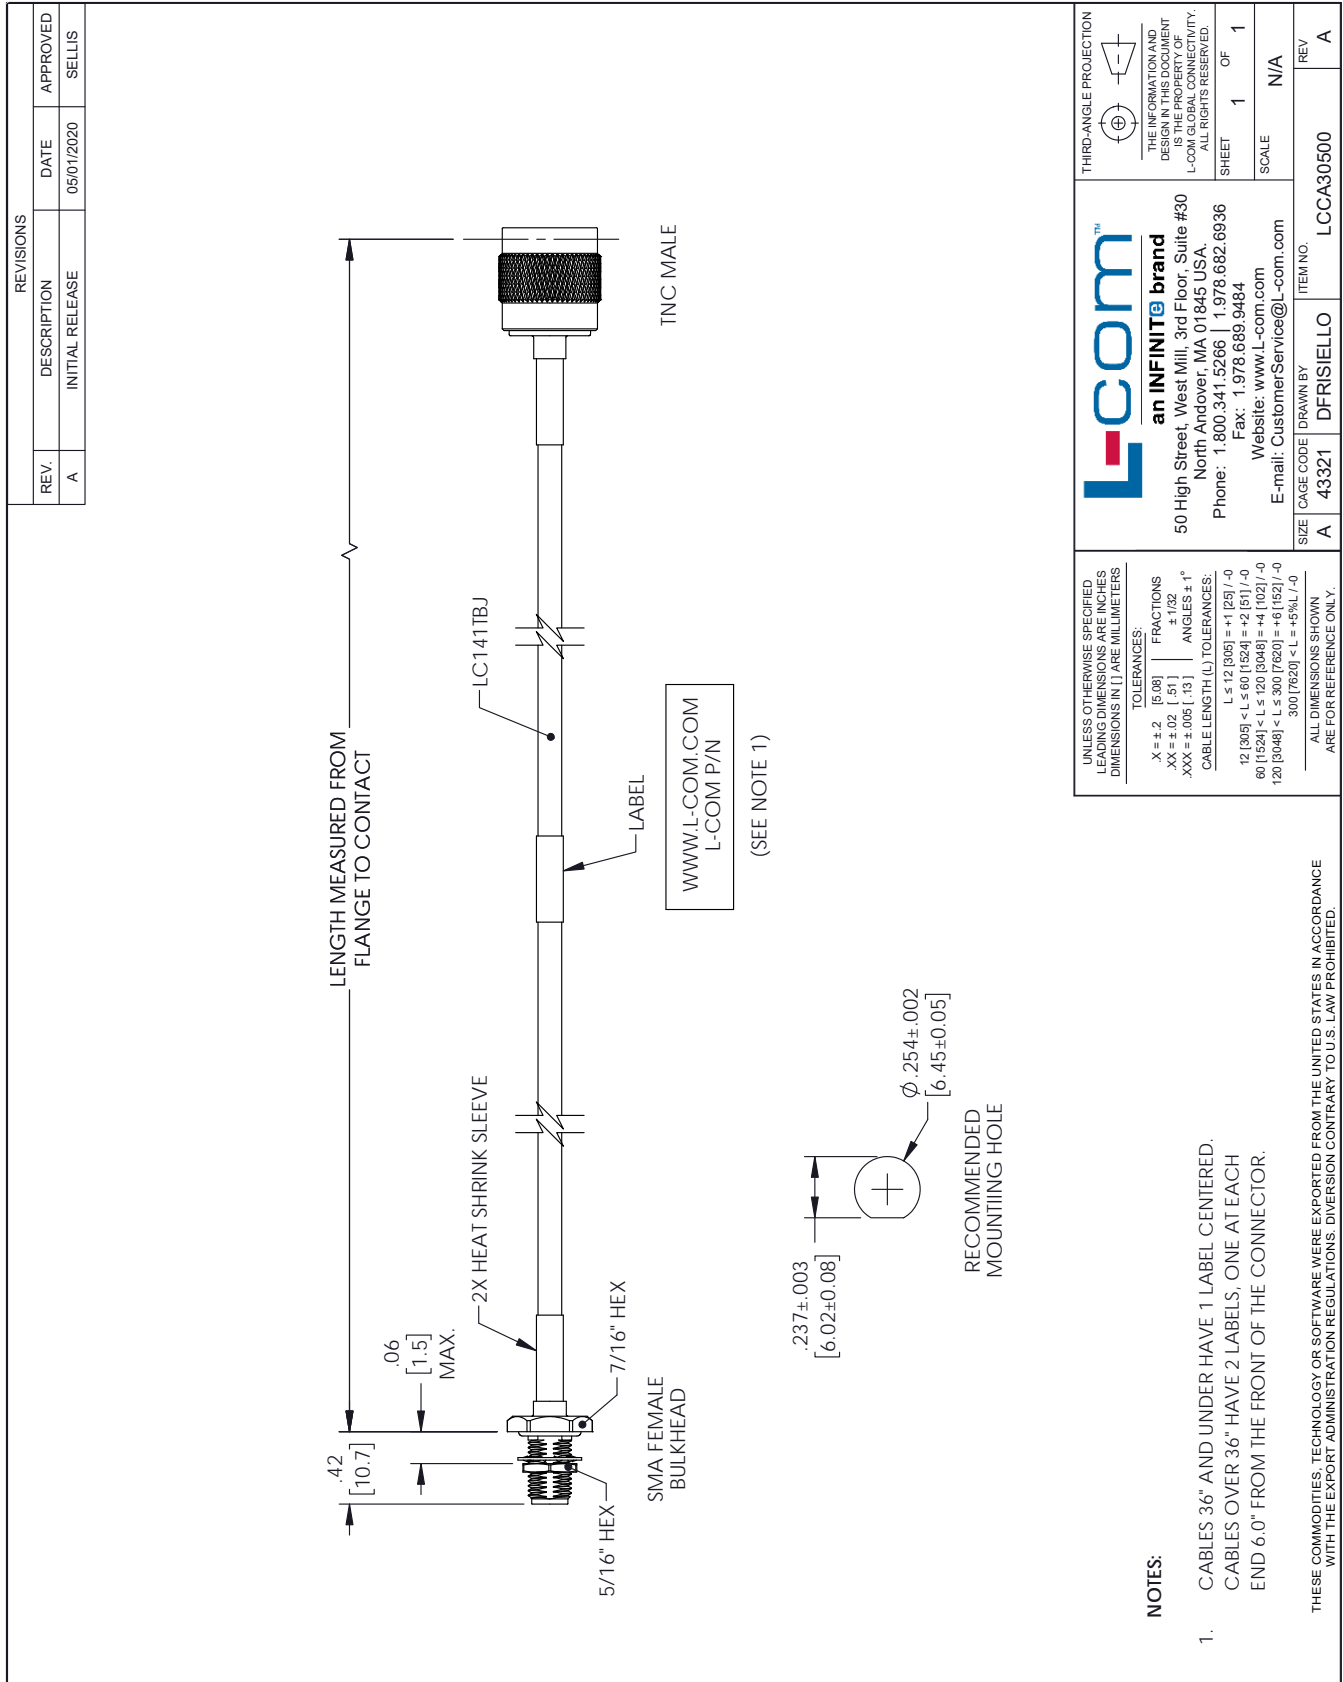 REVISIONS
REV. DESCRIPTION DATE APPROVED
A INITIAL RELEASE 05/01/2020 SELLIS
LENGTH MEASURED FROM
FLANGE TO CONTACT
.42
[10.7]
.06
[1.5]
MAX.
2X HEAT SHRINK SLEEVE
LC141TBJ
5/16" HEX
7/16" HEX
SMA FEMALE
BULKHEAD
LABEL
TNC MALE
WWW.L-COM.COM
L-COM P/N
(SEE NOTE 1)
.237±.003
[6.02±0.08]
Ø.254±.002
[6.45±0.05]
RECOMMENDED
MOUNTIING HOLE
NOTES:
1. CABLES 36" AND UNDER HAVE 1 LABEL CENTERED.
CABLES OVER 36" HAVE 2 LABELS, ONE AT EACH
END 6.0" FROM THE FRONT OF THE CONNECTOR.
THESE COMMODITIES, TECHNOLOGY OR SOFTWARE WERE EXPORTED FROM THE UNITED STATES IN ACCORDANCE
WITH THE EXPORT ADMINISTRATION REGULATIONS. DIVERSION CONTRARY TO U.S. LAW PROHIBITED.
UNLESS OTHERWISE SPECIFIED
LEADING DIMENSIONS ARE INCHES
DIMENSIONS IN [ ] ARE MILLIMETERS
TOLERANCES:
.X = ±.2 [5.08] FRACTIONS
.XX = ±.02 [.51] ± 1/32
.XXX = ±.005 [.13] ANGLES ± 1°
CABLE LENGTH (L) TOLERANCES:
L ≤ 12 [305] = +1 [25] / -0
12 [305] < L ≤ 60 [1524] = +2 [51] / -0
60 [1524] < L ≤ 120 [3048] = +4 [102] / -0
120 [3048] < L ≤ 300 [7620] = +6 [152] / -0
300 [7620] < L = +5%L / -0
ALL DIMENSIONS SHOWN
ARE FOR REFERENCE ONLY.
L-com™
an INFINITe brand
50 High Street, West Mill, 3rd Floor, Suite #30
North Andover, MA 01845 USA.
Phone: 1.800.341.5266 | 1.978.682.6936
Fax: 1.978.689.9484
Website: www.L-com.com
E-mail: CustomerService@L-com.com
THIRD-ANGLE PROJECTION
THE INFORMATION AND
DESIGN IN THIS DOCUMENT
IS THE PROPERTY OF
L-COM GLOBAL CONNECTIVITY.
ALL RIGHTS RESERVED.
SHEET 1 OF 1
SCALE N/A
SIZE A
CAGE CODE 43321
DRAWN BY DFRISIELLO
ITEM NO. LCCA30500
REV A